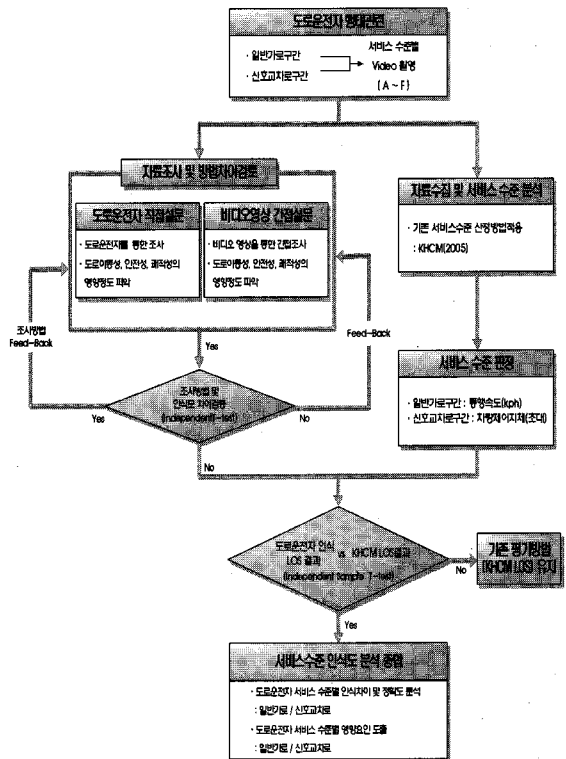 도로운전자 행태관련
· 일반가로구간
· 신호교차로구간
서비스 수준별
Video 촬영
( A ~ F )
자료조사 및 방법차이검토
도로운전자 직접설문
· 도로운전자를 통한 조사
· 도로이동성, 안전성, 쾌적성의
영향정도 파악
비디오영상 간접설문
· 비디오 영상을 통한 간접조사
· 도로이동성, 안전성, 쾌적성의
영향정도 파악
자료수집 및 서비스 수준 분석
· 기존 서비스수준 산정방법적용
: KHCM(2005)
조사방법
Feed-Back
Yes
Feed-Back
조사방법 및
인식도 차이검증
(IndependentT-test)
Yes
No
No
서비스 수준 판정
· 일반가로구간 : 통행속도(kph)
· 신호교차로구간 : 차량제어지체(초/대)
도로운전자 인식
LOS 결과
vs
KHCM LOS결과
(Independent Sample T-test)
No
기존 평가방법
(KHCM LOS) 유지
Yes
서비스수준 인식도 분석 종합
· 도로운전자 서비스 수준별 인식차이 및 정확도 분석
: 일반가로 / 신호교차로
· 도로운전자 서비스 수준별 영향요인 도출
: 일반가로 / 신호교차로